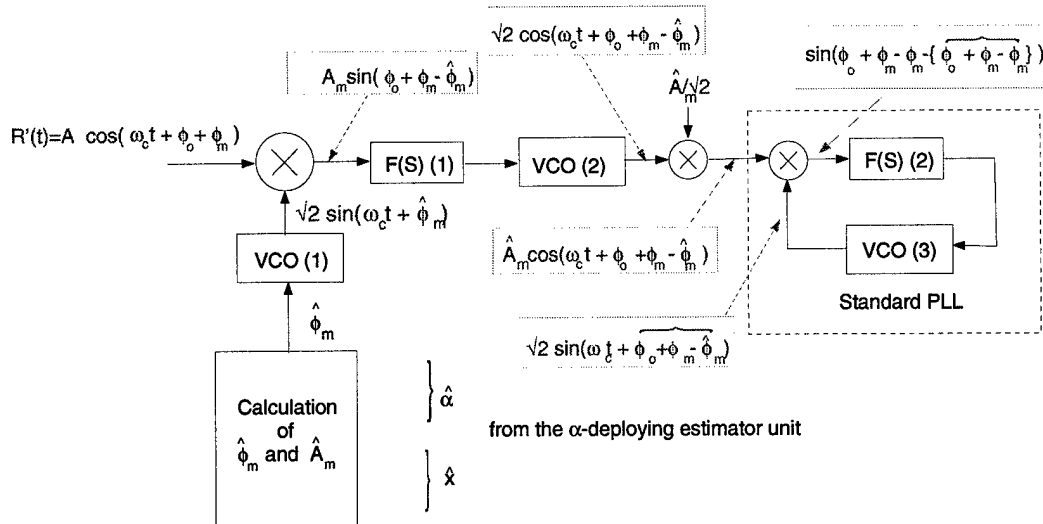 √2 cos(ω_c t + ϕ_o + ϕ_m - ϕ̂_m)
sin(ϕ_o + ϕ_m - ϕ_m - { ϕ_o + ϕ_m - ϕ_m })
A_m sin( ϕ_o + ϕ_m - ϕ̂_m)
Â_m/√2
R'(t)=A cos( ω_c t + ϕ_o + ϕ_m )
F(S) (1)
VCO (2)
F(S) (2)
√2 sin(ω_c t + ϕ̂_m)
VCO (1)
Â_m cos(ω_c t + ϕ_o + ϕ_m - ϕ̂_m )
VCO (3)
Standard PLL
ϕ̂_m
√2 sin(ω_c t + ϕ_o + ϕ_m - ϕ̂_m)
Calculation
of
ϕ̂_m and Â_m
} α̂
from the α-deploying estimator unit
} x̂